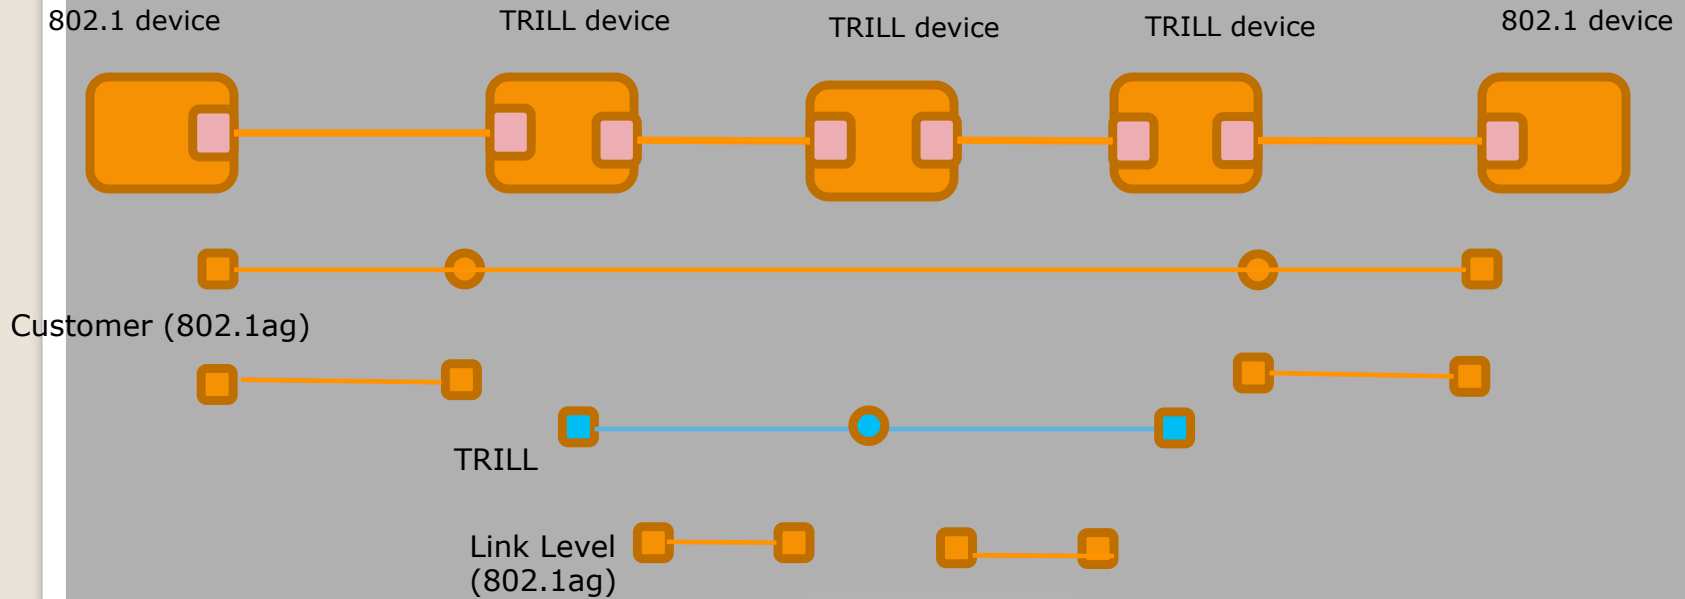 802.1 device
TRILL device
TRILL device
TRILL device
802.1 device
Customer (802.1ag)
TRILL
Link Level
(802.1ag)